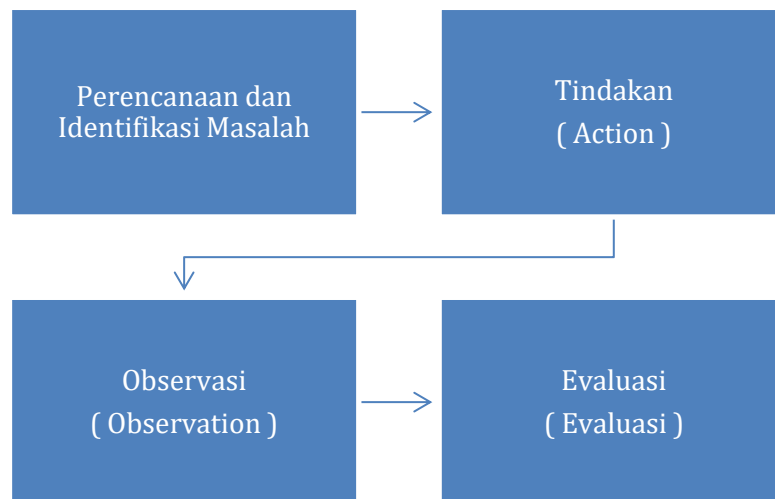 Perencanaan dan
Identifikasi Masalah
Tindakan
( Action )
Observasi
( Observation )
Evaluasi
( Evaluasi )